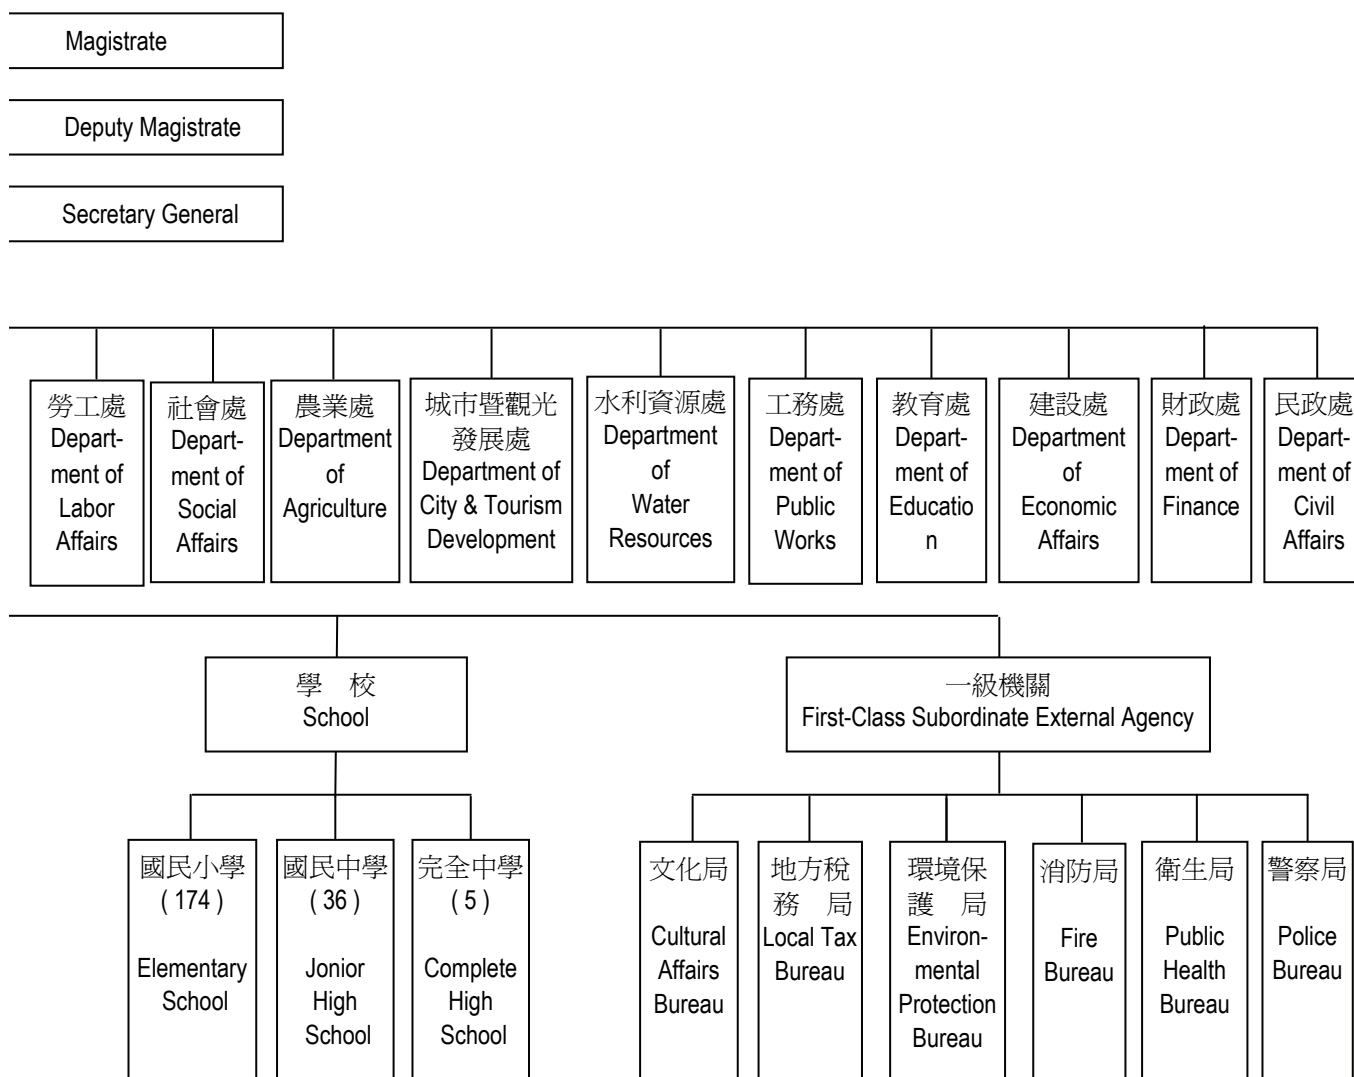 Magistrate
Deputy Magistrate
Secretary General
勞工處
Depart-
ment of
Labor
Affairs
社會處
Depart-
ment of
Social
Affairs
農業處
Department
of
Agriculture
城市暨觀光
發展處
Department of
City & Tourism
Development
水利資源處
Department
of
Water
Resources
工務處
Depart-
ment of
Public
Works
教育處
Depart-
ment of
Educatio
n
建設處
Department
of
Economic
Affairs
財政處
Depart-
ment of
Finance
民政處
Depart-
ment of
Civil
Affairs
學 校
School
一級機關
First-Class Subordinate External Agency
國民小學
( 174 )
Elementary
School
國民中學
( 36 )
Jonior
High
School
完全中學
( 5 )
Complete
High
School
文化局
Cultural
Affairs
Bureau
地方稅
務 局
Local Tax
Bureau
環境保
護 局
Environ-
mental
Protection
Bureau
消防局
Fire
Bureau
衛生局
Public
Health
Bureau
警察局
Police
Bureau